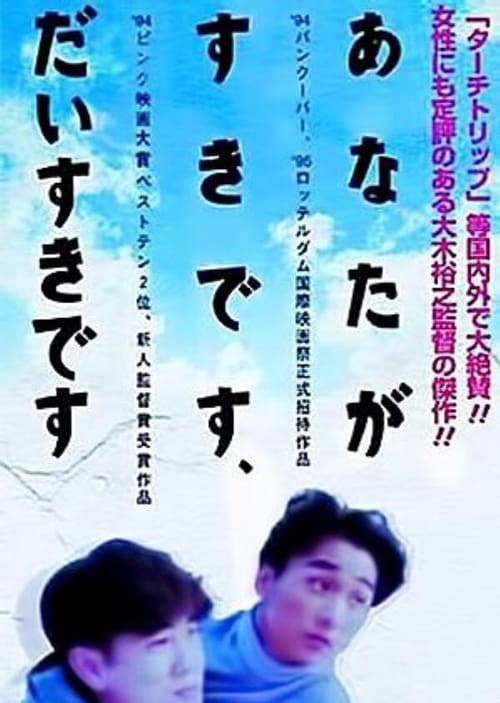 「ターチトリップ」等国内外で大絶賛!!
女性にも定評のある大木裕之監督の傑作!!
あなたが
'94バンクーバー、'95ロッテルダム国際映画祭正式招待作品
すきです、
'94ピンク映画大賞ベストテン2位、新人監督賞受賞作品
だいすきです